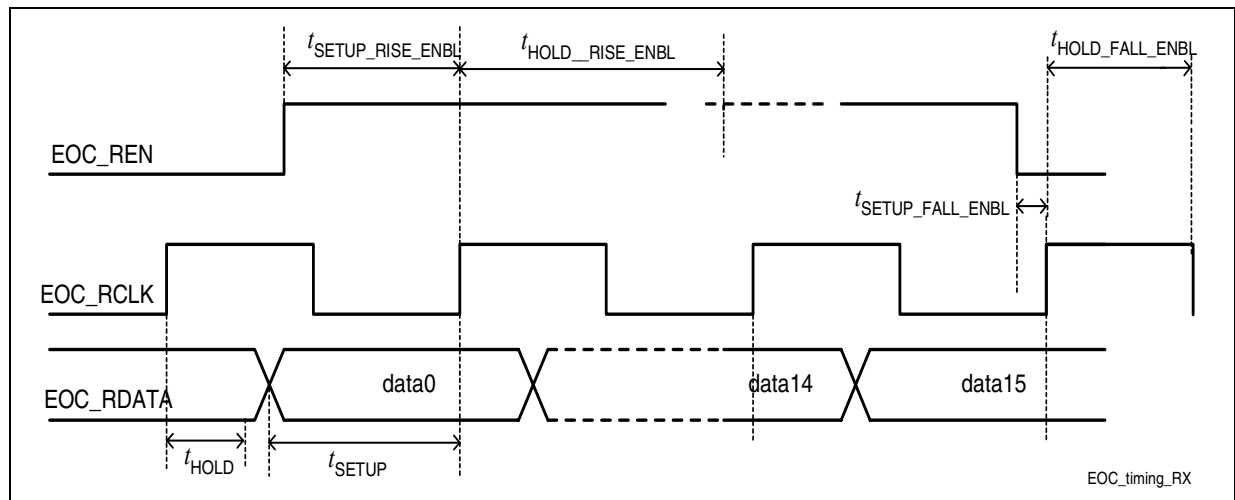 tSETUP_RISE_ENBL tHOLD__RISE_ENBL tHOLD_FALL_ENBL
EOC_REN
tSETUP_FALL_ENBL
EOC_RCLK
data0 data14 data15
EOC_RDATA
tHOLD tSETUP
EOC_timing_RX